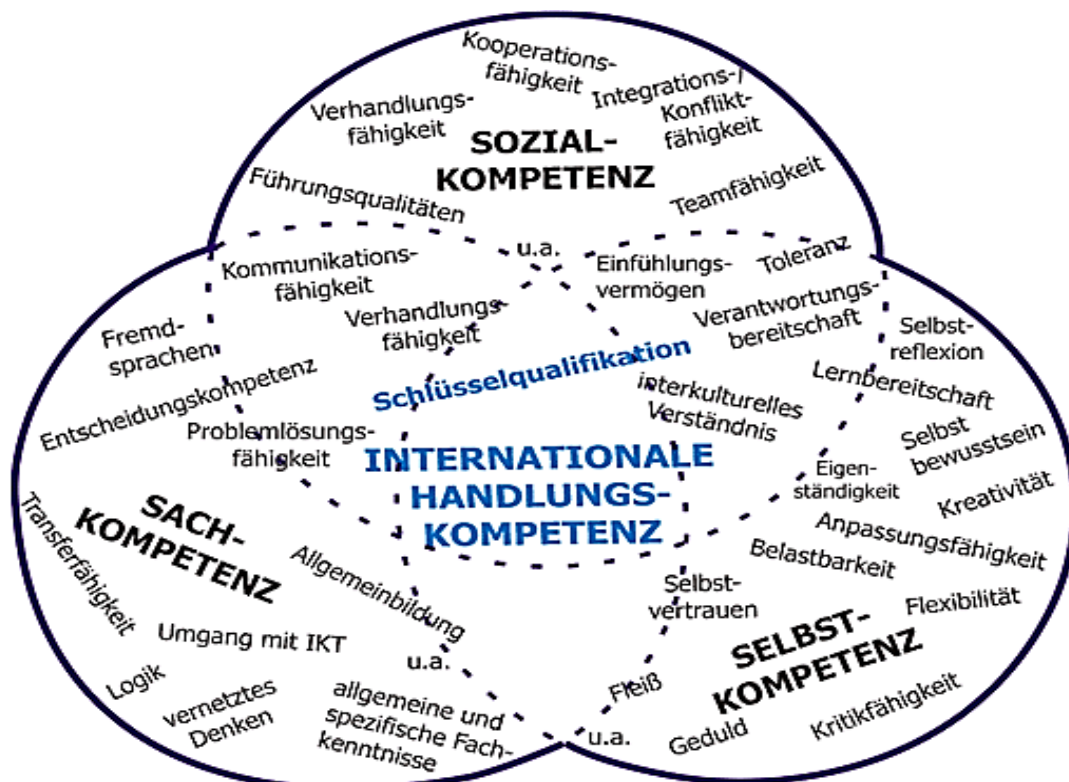 Kooperations-
fähigkeit
Integrations-/
Konflikt-
fähigkeit
Verhandlungs-
fähigkeit
SOZIAL-
KOMPETENZ
Führungsqualitäten
Teamfähigkeit
u.a.
Kommunikations-
fähigkeit
Einfühlungs-
vermögen
Toleranz
Verhandlungs-
fähigkeit
Verantwortungs-
bereitschaft
Fremd-
sprachen
Selbst-
reflexion
Schlüsselqualifikation
Entscheidungskompetenz
interkulturelles
Verständnis
Lernbereitschaft
Problemlösungs-
fähigkeit
Selbst
bewusstsein
INTERNATIONALE
HANDLUNGS-
KOMPETENZ
Eigen-
ständigkeit
Kreativität
SACH-
KOMPETENZ
Transferfähigkeit
Anpassungsfähigkeit
Belastbarkeit
Allgemeinbildung
Selbst-
vertrauen
Flexibilität
Umgang mit IKT
SELBST-
KOMPETENZ
u.a.
Logik
vernetztes
Denken
allgemeine und
spezifische Fach-
kenntnisse
Fleiß
u.a.
Geduld
Kritikfähigkeit